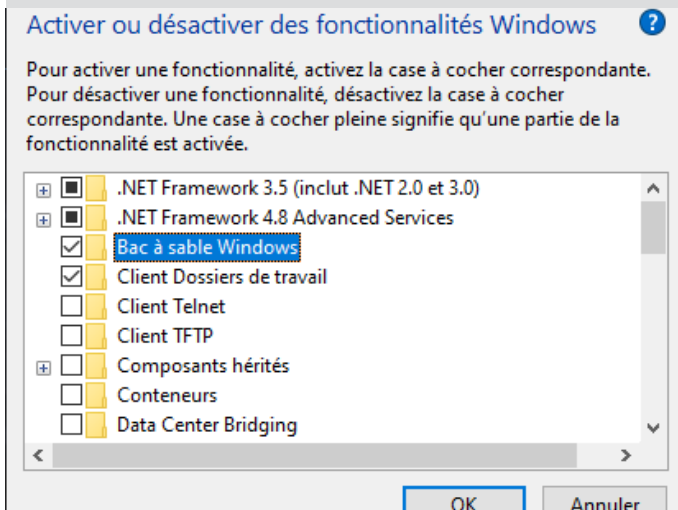 Activer ou désactiver des fonctionnalités Windows
?
Pour activer une fonctionnalité, activez la case à cocher correspondante.
Pour désactiver une fonctionnalité, désactivez la case à cocher
correspondante. Une case à cocher pleine signifie qu'une partie de la
fonctionnalité est activée.
.NET Framework 3.5 (inclut .NET 2.0 et 3.0)
.NET Framework 4.8 Advanced Services
Bac à sable Windows
Client Dossiers de travail
Client Telnet
Client TFTP
Composants hérités
Conteneurs
Data Center Bridging
OK Annuler